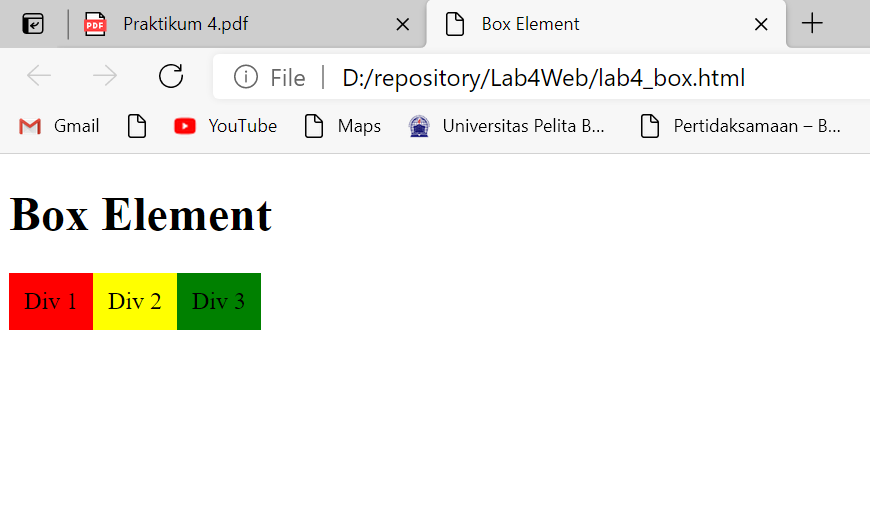 Praktikum 4.pdf
Box Element
File
D:/repository/Lab4Web/lab4_box.html
Gmail
YouTube
Maps
Universitas Pelita B...
Pertidaksamaan – B...
Box Element
Div 1 Div 2 Div 3